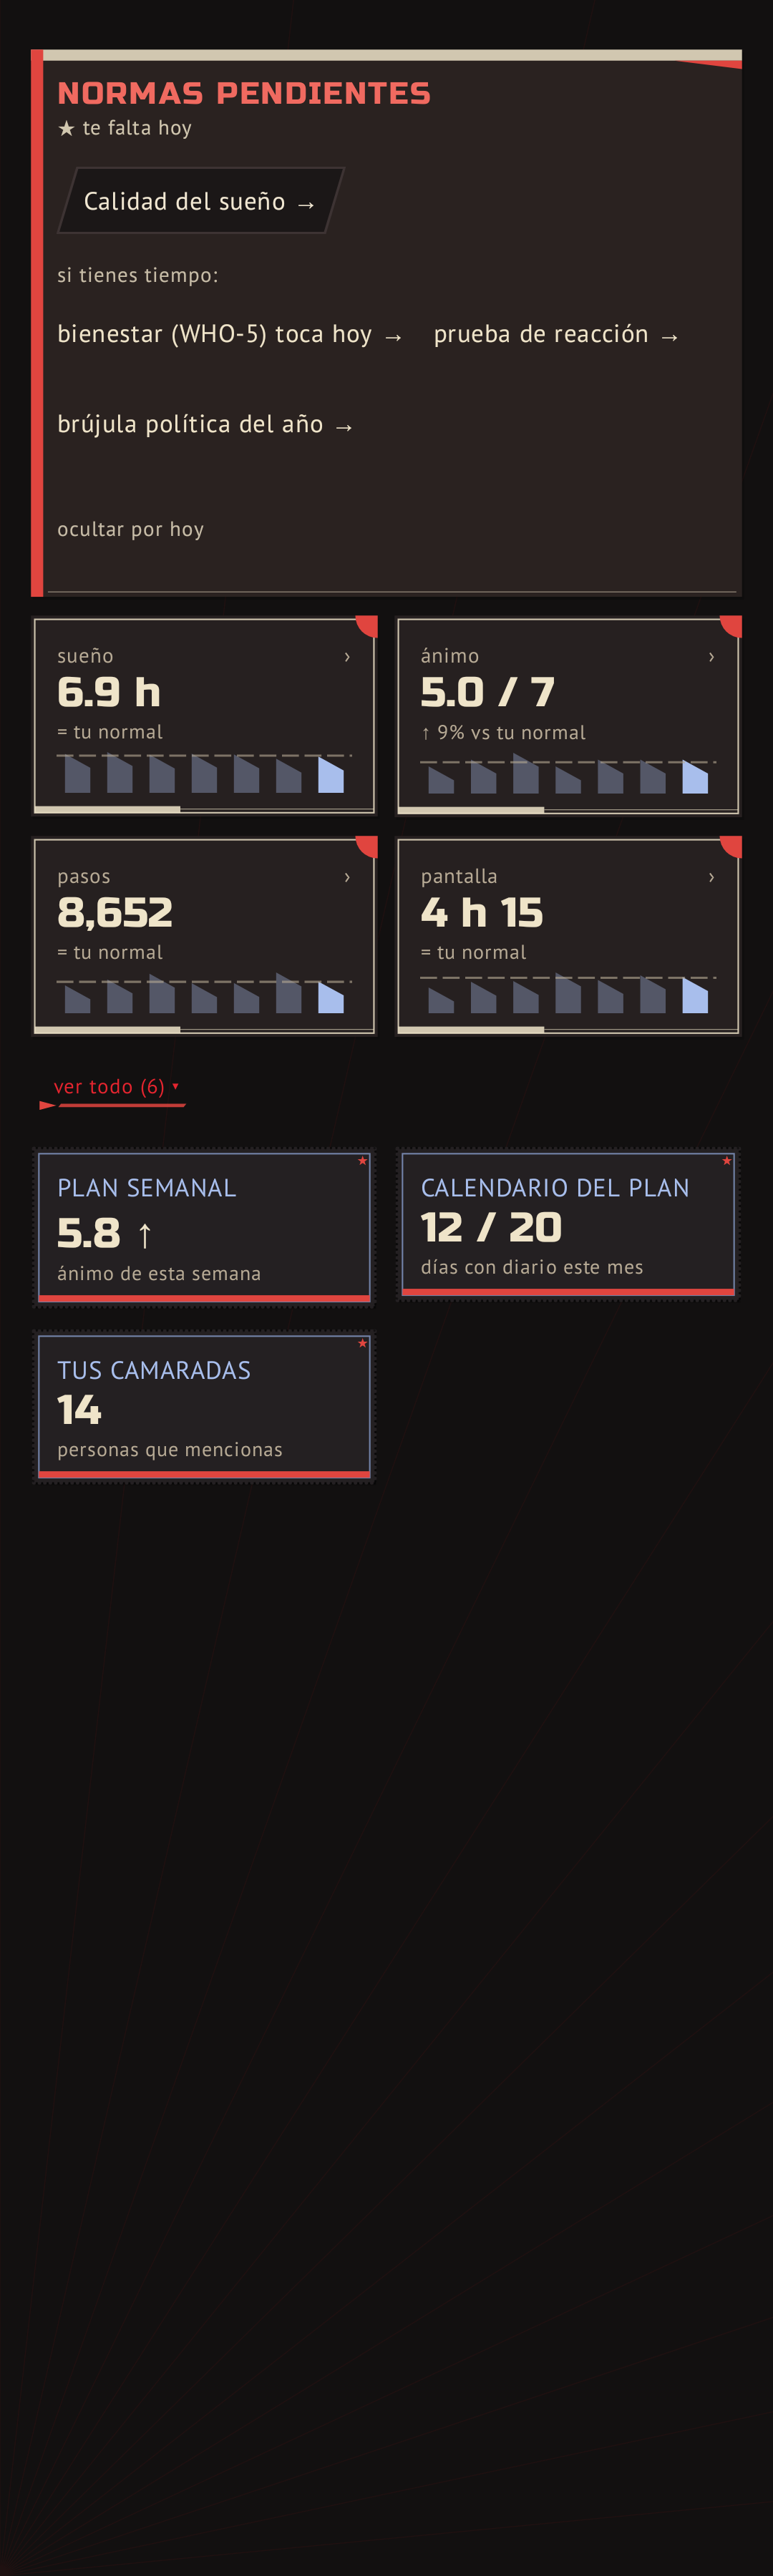 NORMAS PENDIENTES
★ te falta hoy
Calidad del sueño →
si tienes tiempo:
bienestar (WHO-5) toca hoy → prueba de reacción →
brújula política del año →
ocultar por hoy
sueño ›
6.9 h
= tu normal
ánimo ›
5.0 / 7
↑ 9% vs tu normal
pasos ›
8,652
= tu normal
pantalla ›
4 h 15
= tu normal
ver todo (6) ▾
PLAN SEMANAL
5.8 ↑
ánimo de esta semana
CALENDARIO DEL PLAN
12 / 20
días con diario este mes
TUS CAMARADAS
14
personas que mencionas